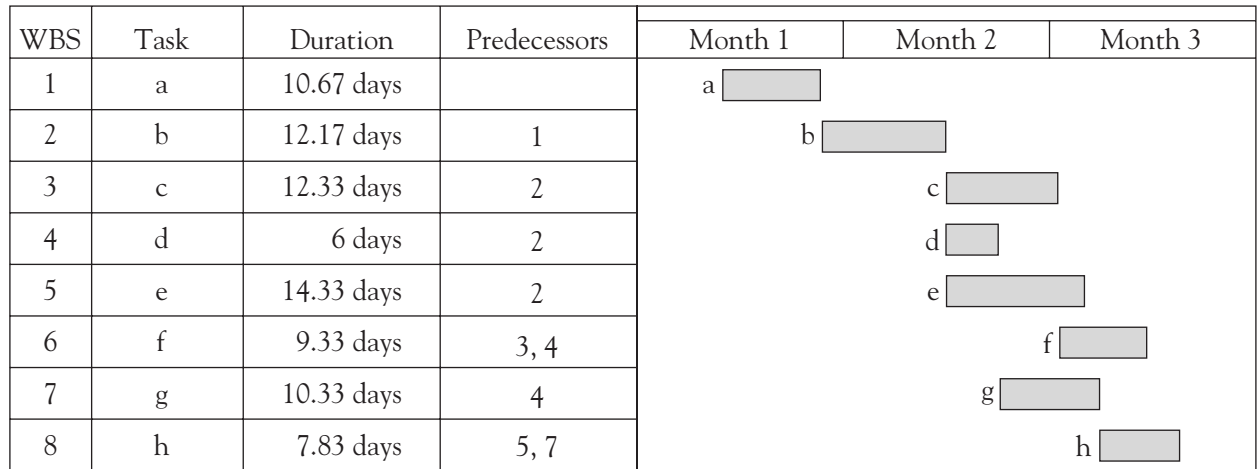 WBS Task Duration Predecessors Month 1 Month 2 Month 3
1 a 10.67 days a
2 b 12.17 days 1 b
3 c 12.33 days 2 c
4 d 6 days 2 d
5 e 14.33 days 2 e
6 f 9.33 days 3, 4 f
7 g 10.33 days 4 g
8 h 7.83 days 5, 7 h